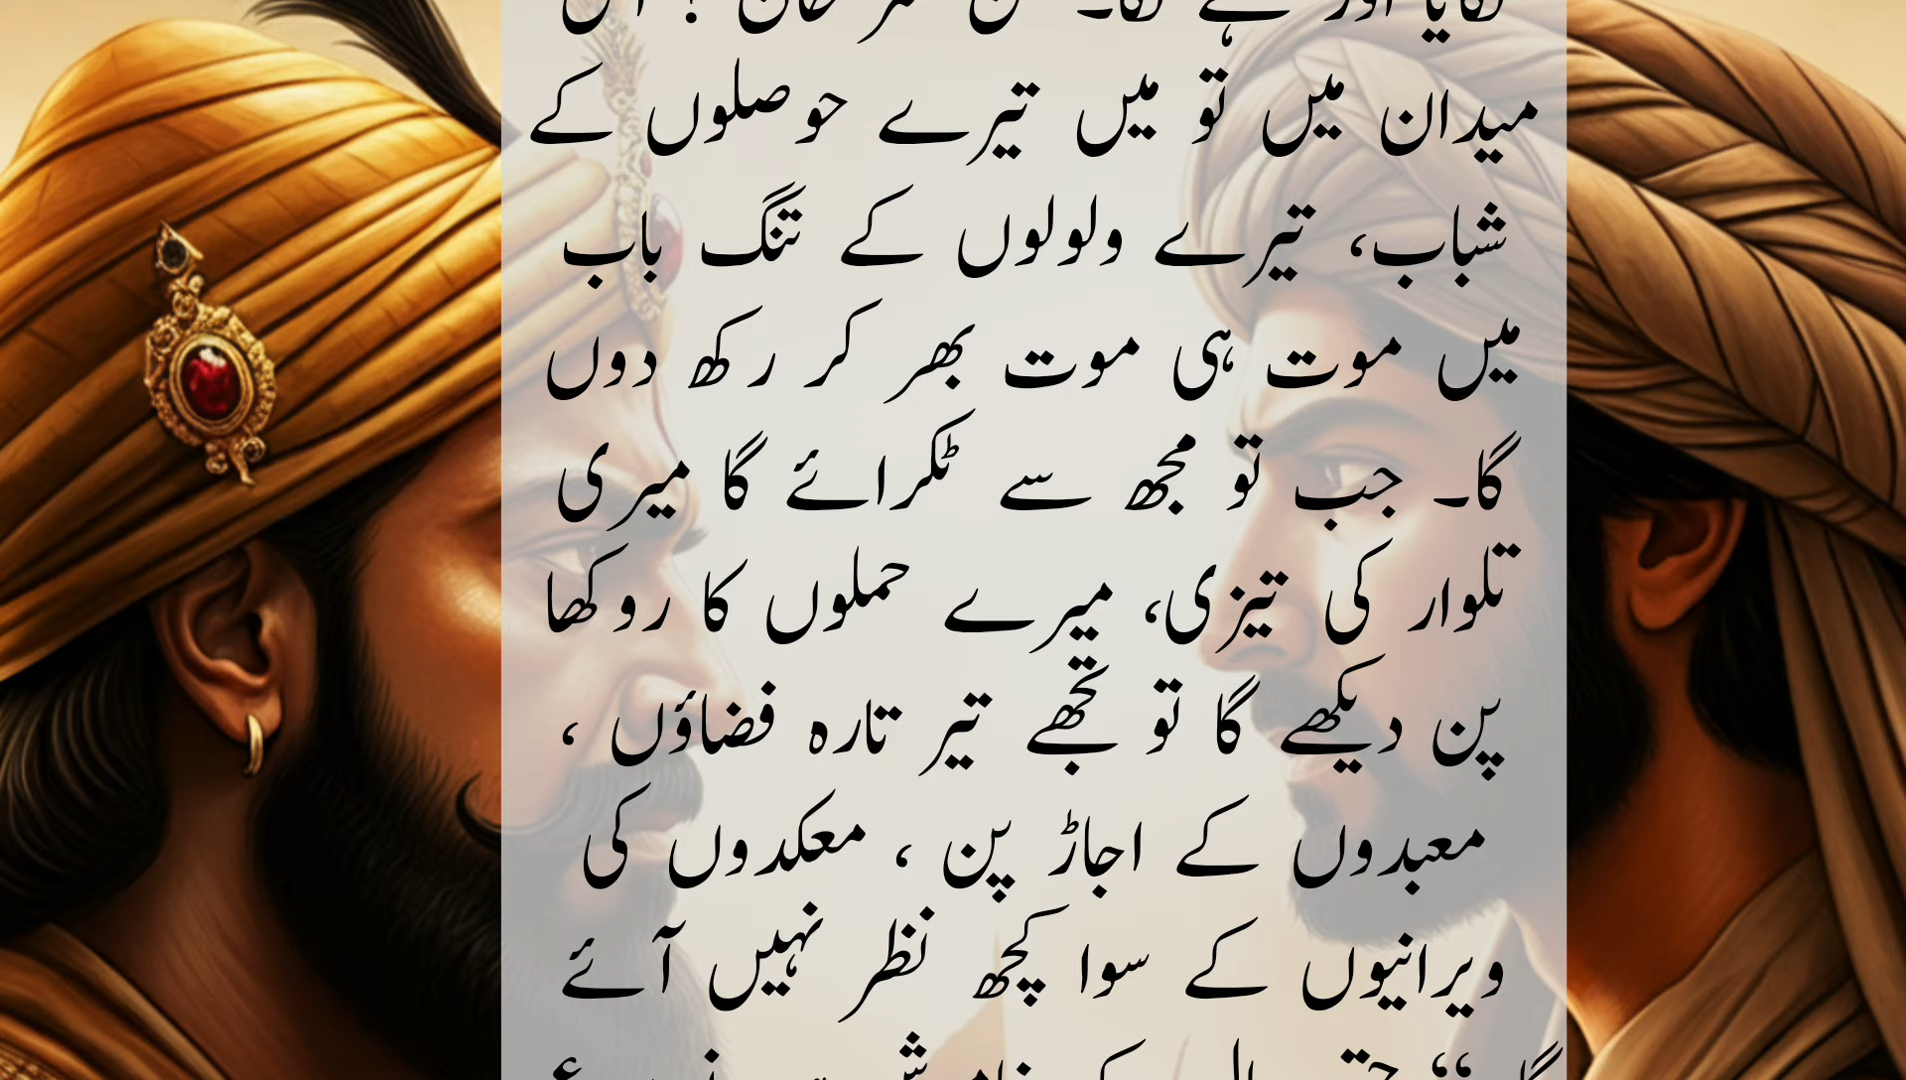 میدان میں تو میں تیرے حوصلوں کے
شباب، تیرے ولولوں کے تنگ باب
میں موت ہی موت بھر کر رکھ دوں
گا۔ جب تو مجھ سے ٹکرائے گا میری
تلوار کی تیزی، میرے حملوں کا روکھا
پن دیکھے گا تو تجھے تیر تارہ فضاؤں ،
معبدوں کے اجاڑ پن ، معکدوں کی
ویرانیوں کے سوا کچھ نظر نہیں آئے